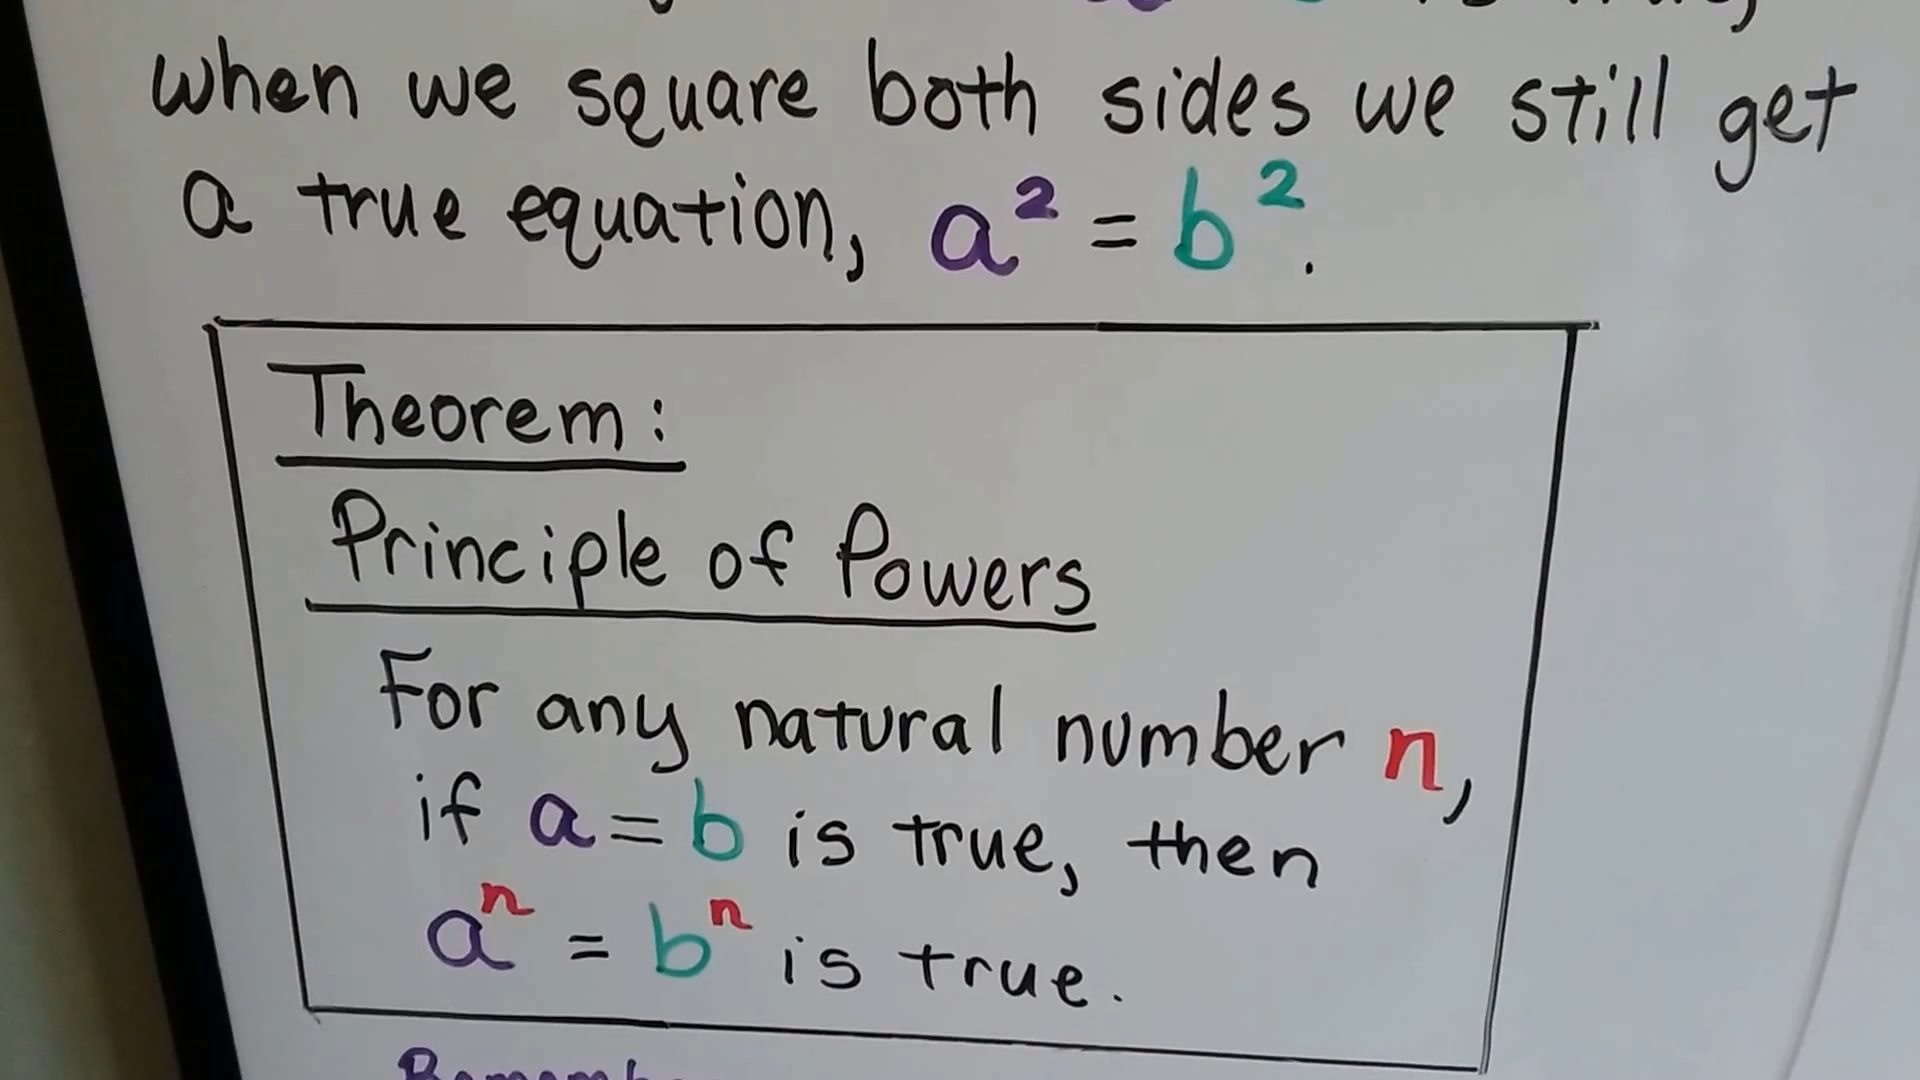 when we square both sides we still get
a true equation, a² = b².
Theorem:
Principle of Powers
For any natural number n,
if a = b is true, then
aⁿ = bⁿ is true.